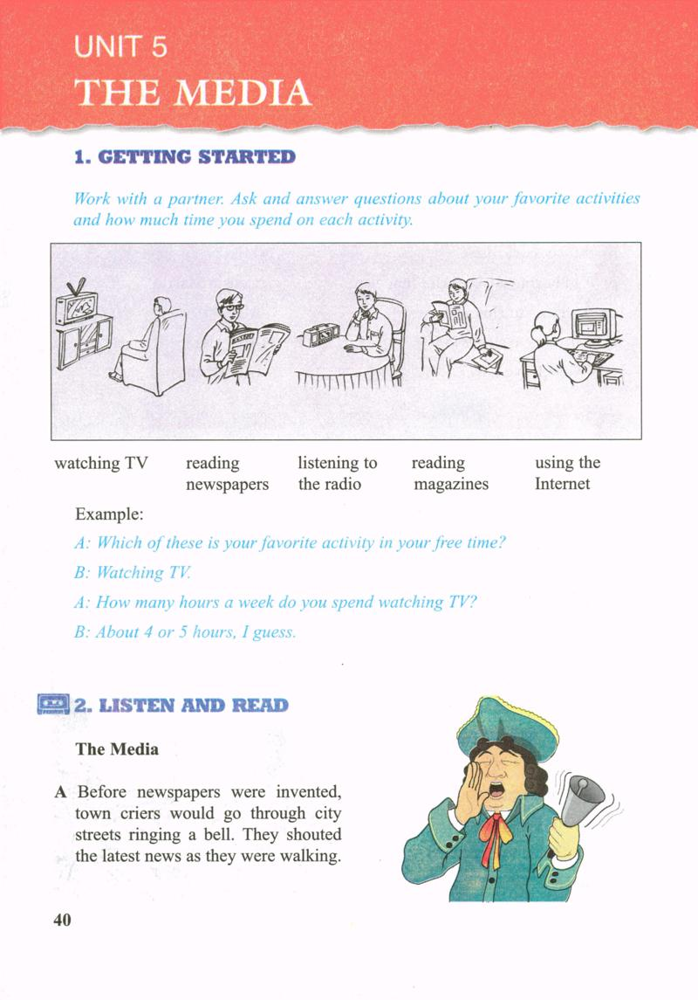 UNIT 5
THE MEDIA
1. GETTING STARTED
Work with a partner. Ask and answer questions about your favorite activities
and how much time you spend on each activity.
watching TV
reading
newspapers
listening to
the radio
reading
magazines
using the
Internet
Example:
A: Which of these is your favorite activity in your free time?
B: Watching TV.
A: How many hours a week do you spend watching TV?
B: About 4 or 5 hours, I guess.
2. LISTEN AND READ
The Media
A Before newspapers were invented,
town criers would go through city
streets ringing a bell. They shouted
the latest news as they were walking.
40